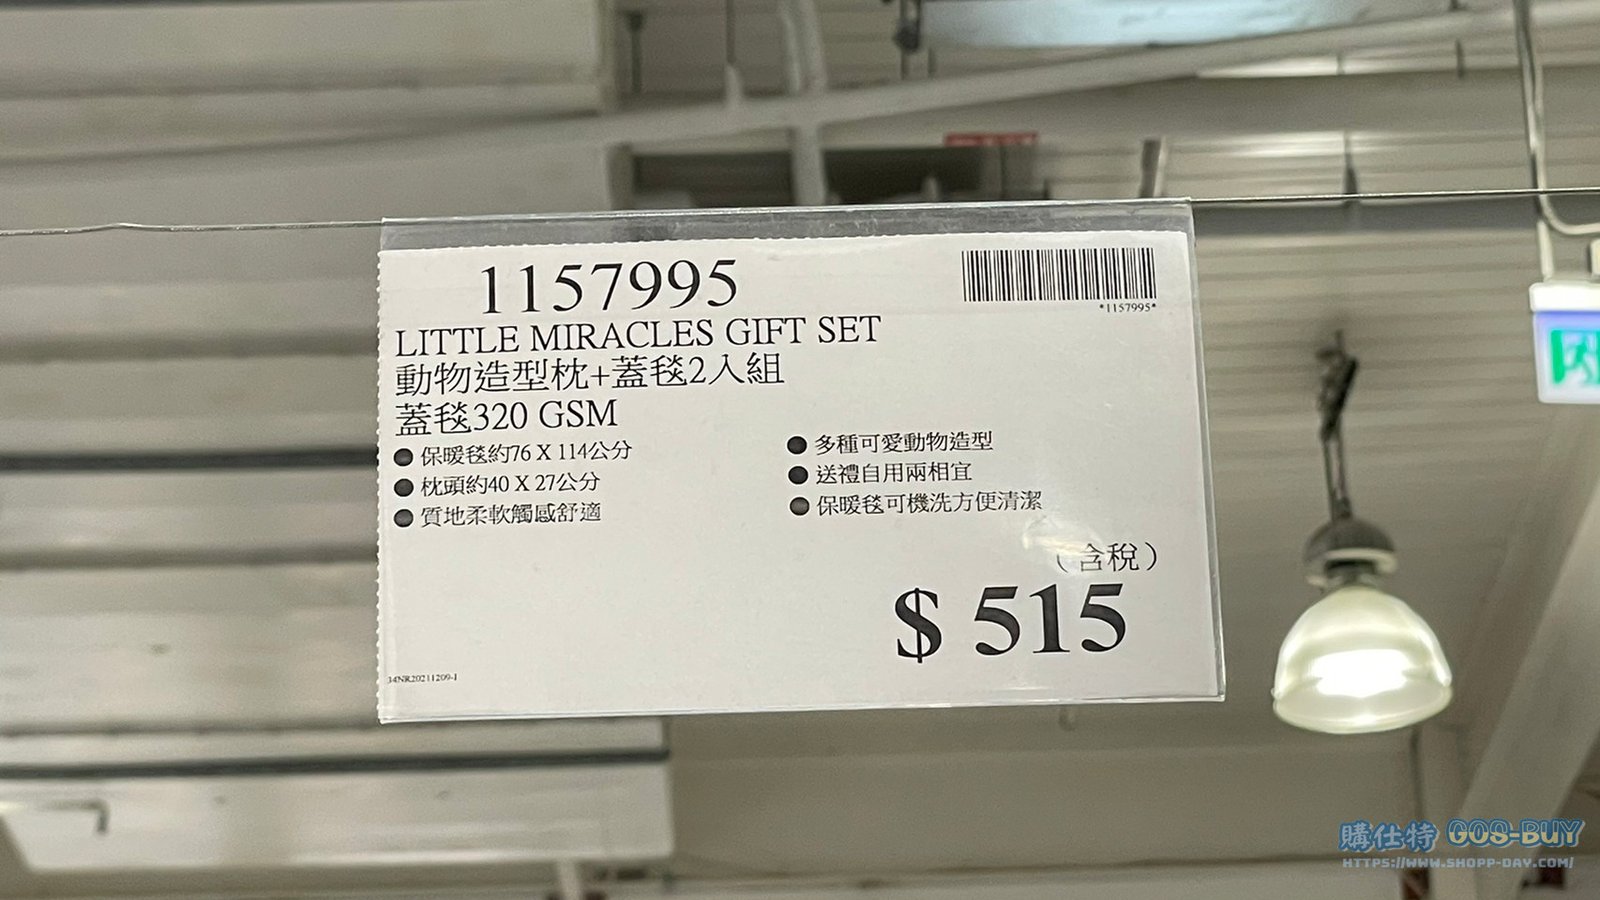 1157995
*1157995*
LITTLE MIRACLES GIFT SET
動物造型枕+蓋毯2入組
蓋毯320 GSM
● 保暖毯約76 X 114公分
● 枕頭約40 X 27公分
● 質地柔軟觸感舒適
● 多種可愛動物造型
● 送禮自用兩相宜
● 保暖毯可機洗方便清潔
(含稅)
$ 515
34NR20211209-1
購仕特 GOS-BUY
HTTPS://WWW.SHOPP-DAY.COM/